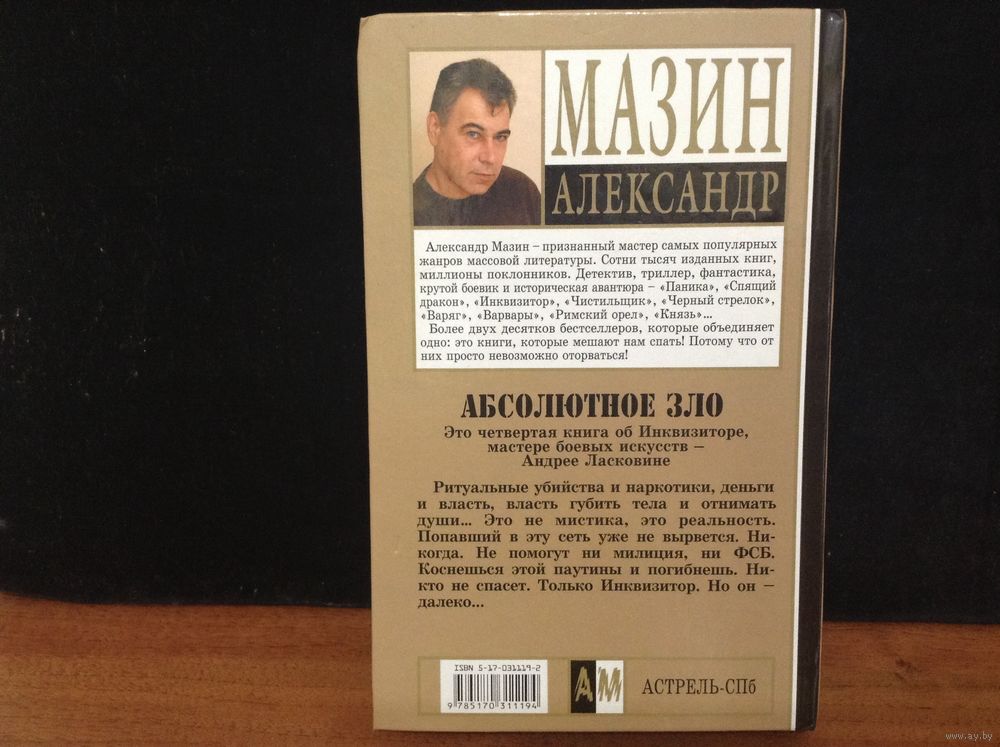 МАЗИН
АЛЕКСАНДР
Александр Мазин – признанный мастер самых популярных
жанров массовой литературы. Сотни тысяч изданных книг,
миллионы поклонников. Детектив, триллер, фантастика,
крутой боевик и историческая авантюра – «Паника», «Спящий
дракон», «Инквизитор», «Чистильщик», «Черный стрелок»,
«Варяг», «Варвары», «Римский орел», «Князь»...
Более двух десятков бестселлеров, которые объединяет
одно: это книги, которые мешают нам спать! Потому что от
них просто невозможно оторваться!
АБСОЛЮТНОЕ ЗЛО
Это четвертая книга об Инквизиторе,
мастере боевых искусств –
Андрее Ласковине
Ритуальные убийства и наркотики, деньги
и власть, власть губить тела и отнимать
души... Это не мистика, это реальность.
Попавший в эту сеть уже не вырвется. Ни-
когда. Не помогут ни милиция, ни ФСБ.
Коснешься этой паутины и погибнешь. Ни-
кто не спасет. Только Инквизитор. Но он –
далеко...
ISBN 5-17-031119-2
9 785170 311194
АМ
АСТРЕЛЬ-СПб
www.ay.by